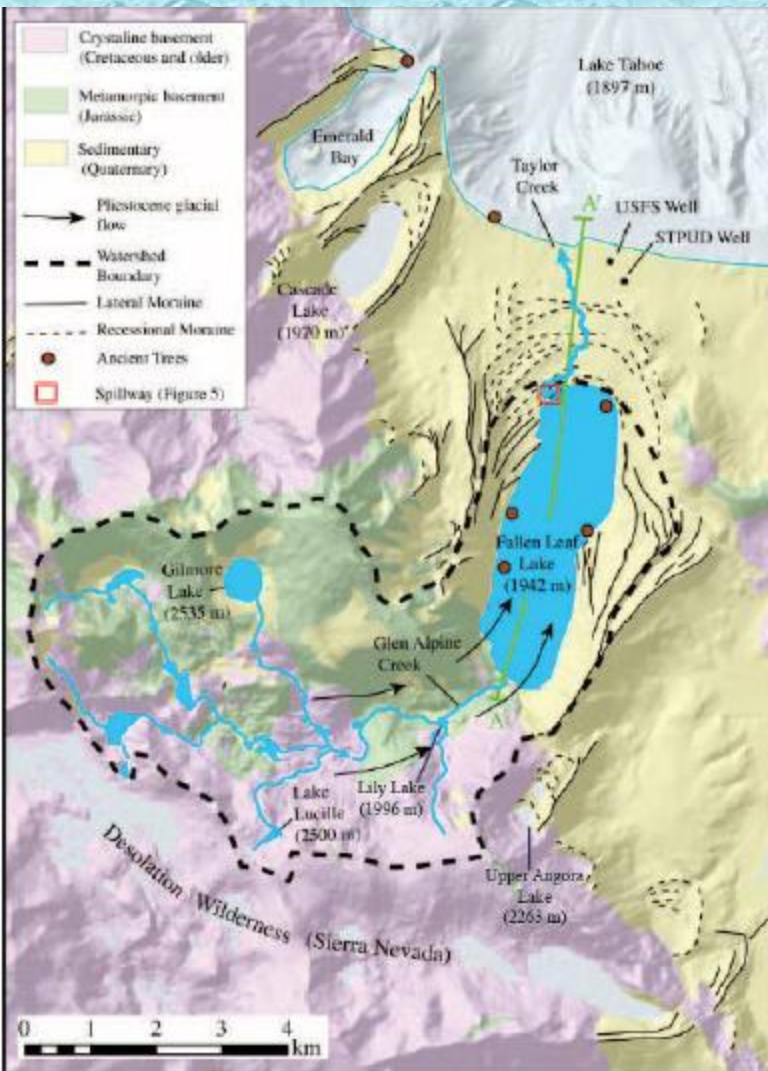 Crystaline basement
(Cretaceous and older)
Metamorpic basement
(Jurassic)
Sedimentary
(Quaternary)
Pliestocene glacial
flow
Watershed
Boundary
Lateral Moraine
Recessional Moraine
Ancient Trees
Spillway (Figure 5)
Lake Tahoe
(1897 m)
Emerald
Bay
Taylor
Creek
A'
USFS Well
STPUD Well
Cascade
Lake
(1970 m)
Gilmore
Lake
(2535 m)
Fallen Leaf
Lake
(1942 m)
Glen Alpine
Creek
A
Lake
Lucille
(2500 m)
Lily Lake
(1996 m)
Upper Angora
Lake
(2263 m)
Desolation Wilderness (Sierra Nevada)
0 1 2 3 4
km